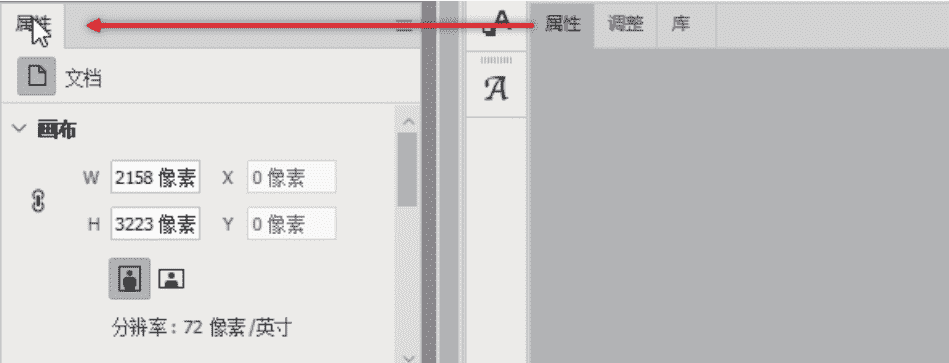 属性
文档
画布
W 2158 像素 X 0 像素
H 3223 像素 Y 0 像素
分辨率：72 像素/英寸
A
A
属性 调整 库